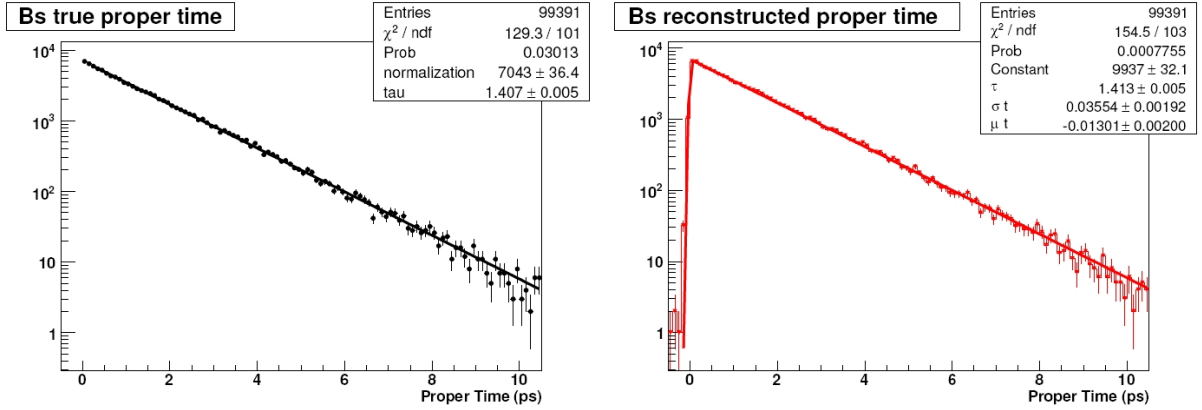 Bs true proper time
Entries 99391
χ² / ndf 129.3 / 101
Prob 0.03013
normalization 7043 ± 36.4
tau 1.407 ± 0.005
10⁴
10³
10²
10
1
0 2 4 6 8 10
Proper Time (ps)
Bs reconstructed proper time
Entries 99391
χ² / ndf 154.5 / 103
Prob 0.0007755
Constant 9937 ± 32.1
τ 1.413 ± 0.005
σ t 0.03554 ± 0.00192
μ t -0.01301 ± 0.00200
10⁴
10³
10²
10
1
0 2 4 6 8 10
Proper Time (ps)